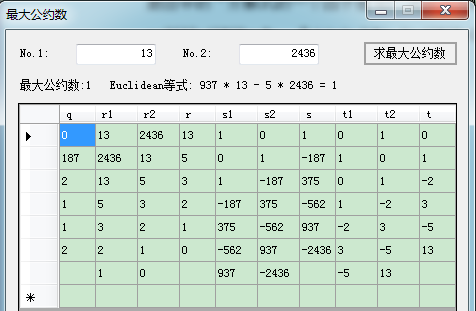 最大公约数
No.1: 13 No.2: 2436 求最大公约数
最大公约数:1 Euclidean等式: 937 * 13 - 5 * 2436 = 1
q r1 r2 r s1 s2 s t1 t2 t
0 13 2436 13 1 0 1 0 1 0
187 2436 13 5 0 1 -187 1 0 1
2 13 5 3 1 -187 375 0 1 -2
1 5 3 2 -187 375 -562 1 -2 3
1 3 2 1 375 -562 937 -2 3 -5
2 2 1 0 -562 937 -2436 3 -5 13
1 0 937 -2436 -5 13